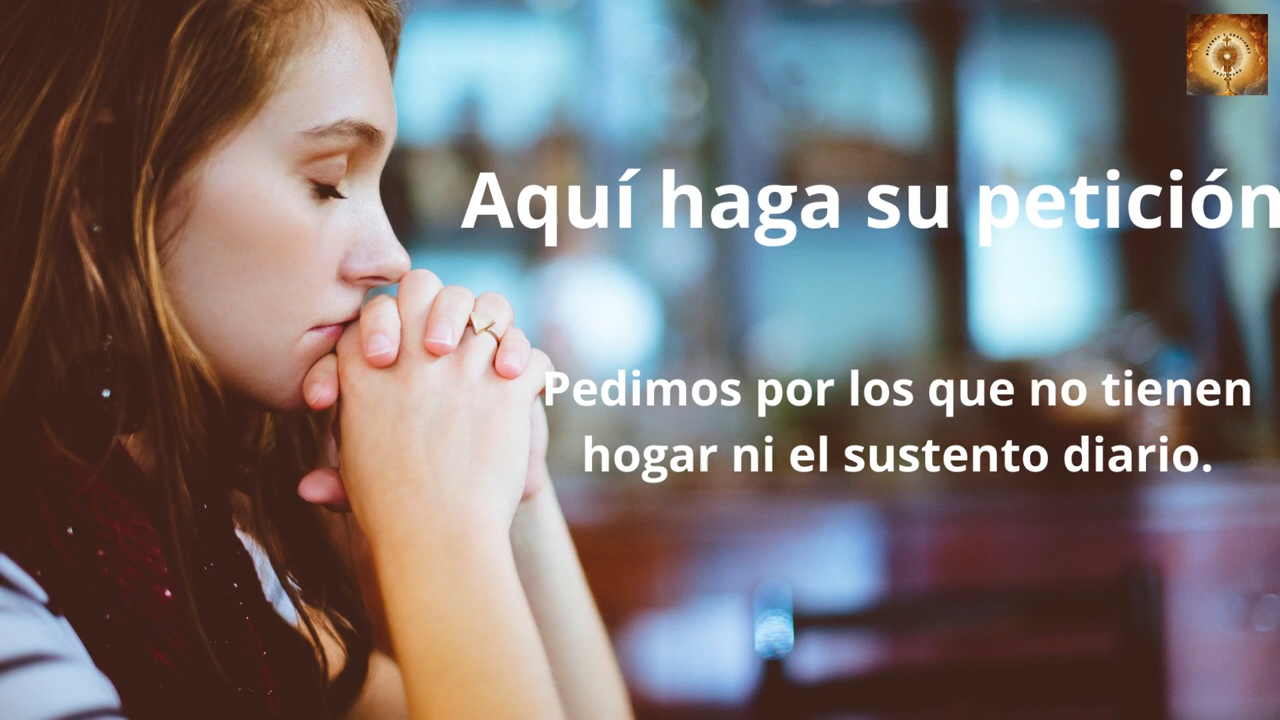 Aquí haga su petición
Pedimos por los que no tienen
hogar ni el sustento diario.